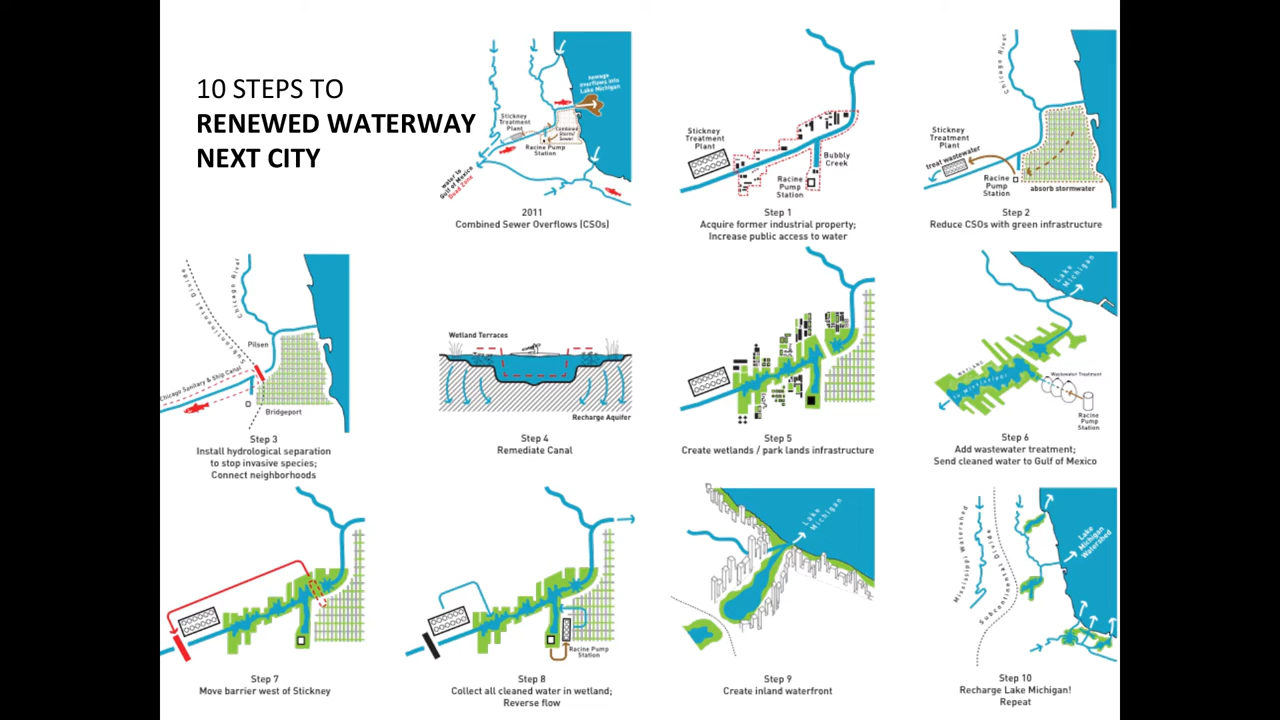 10 STEPS TO
RENEWED WATERWAY
NEXT CITY
sewage
overflows into
Lake Michigan
Stickney
Treatment
Plant
Combined
Storm/
Sewer
Racine Pump
Station
water to
Gulf of Mexico
Dead Zone
2011
Combined Sewer Overflows (CSOs)
Stickney
Treatment
Plant
Bubbly
Creek
Racine
Pump
Station
Step 1
Acquire former industrial property;
Increase public access to water
Chicago River
Stickney
Treatment
Plant
treat wastewater
Racine
Pump
Station
absorb stormwater
Step 2
Reduce CSOs with green infrastructure
Subcontinental Divide
Chicago River
Pilsen
Chicago Sanitary & Ship Canal
Bridgeport
Step 3
Install hydrological separation
to stop invasive species;
Connect neighborhoods
Wetland Terraces
Recharge Aquifer
Step 4
Remediate Canal
Step 5
Create wetlands / park lands infrastructure
Lake
Michigan
Wetland
to Mississippi
Wastewater Treatment
Racine
Pump
Station
Step 6
Add wastewater treatment;
Send cleaned water to Gulf of Mexico
Step 7
Move barrier west of Stickney
Racine Pump
Station
Step 8
Collect all cleaned water in wetland;
Reverse flow
Lake
Michigan
Step 9
Create inland waterfront
Mississippi Watershed
Subcontinental Divide
Lake
Michigan
Watershed
Step 10
Recharge Lake Michigan!
Repeat